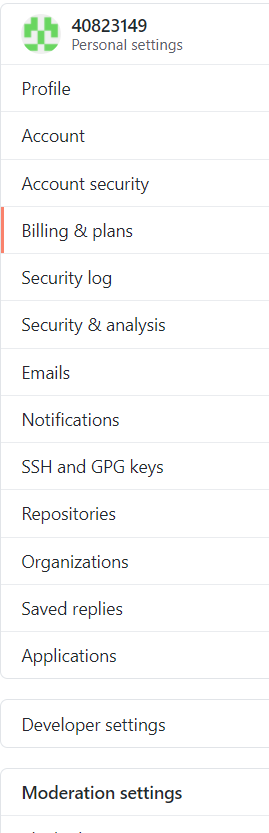 40823149
Personal settings
Profile
Account
Account security
Billing & plans
Security log
Security & analysis
Emails
Notifications
SSH and GPG keys
Repositories
Organizations
Saved replies
Applications
Developer settings
Moderation settings